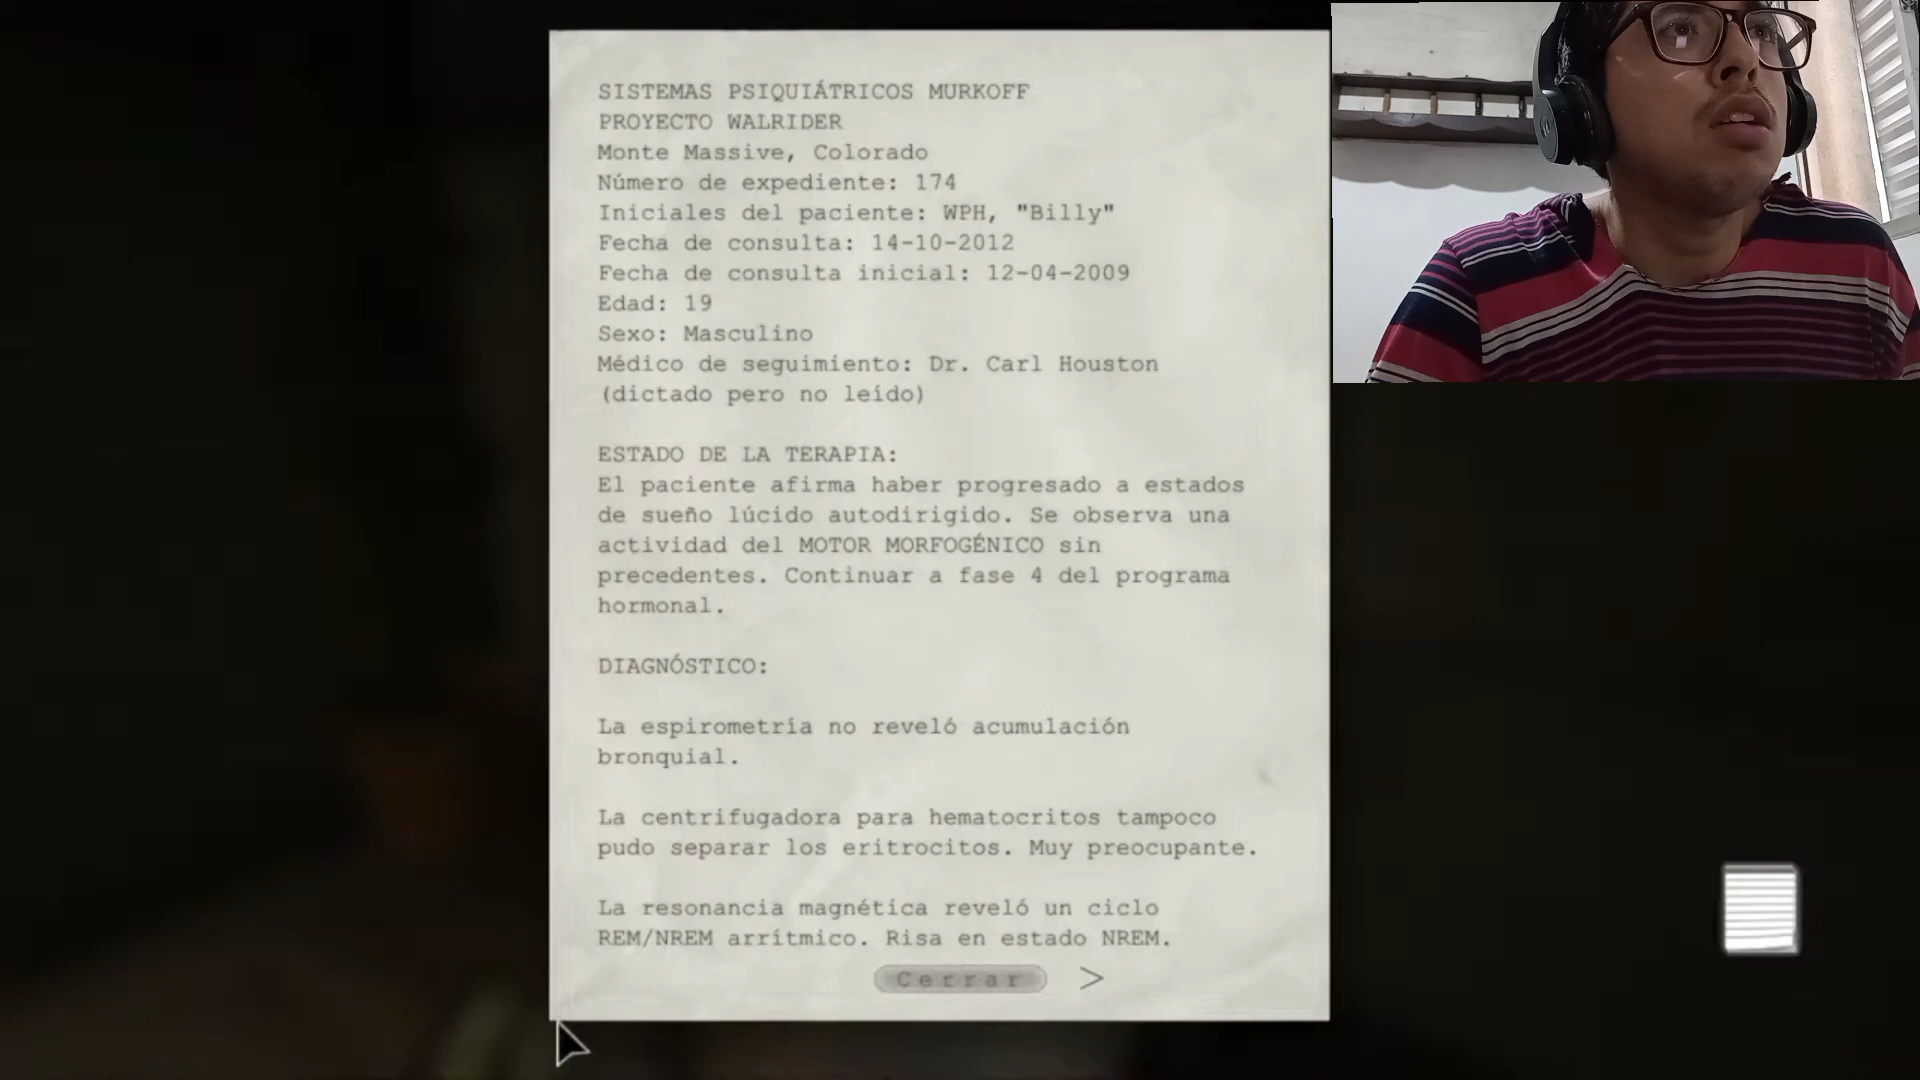 SISTEMAS PSIQUIÁTRICOS MURKOFF
PROYECTO WALRIDER
Monte Massive, Colorado
Número de expediente: 174
Iniciales del paciente: WPH, "Billy"
Fecha de consulta: 14-10-2012
Fecha de consulta inicial: 12-04-2009
Edad: 19
Sexo: Masculino
Médico de seguimiento: Dr. Carl Houston
(dictado pero no leído)
ESTADO DE LA TERAPIA:
El paciente afirma haber progresado a estados
de sueño lúcido autodirigido. Se observa una
actividad del MOTOR MORFOGÉNICO sin
precedentes. Continuar a fase 4 del programa
hormonal.
DIAGNÓSTICO:
La espirometría no reveló acumulación
bronquial.
La centrifugadora para hematocritos tampoco
pudo separar los eritrocitos. Muy preocupante.
La resonancia magnética reveló un ciclo
REM/NREM arrítmico. Risa en estado NREM.
Cerrar >